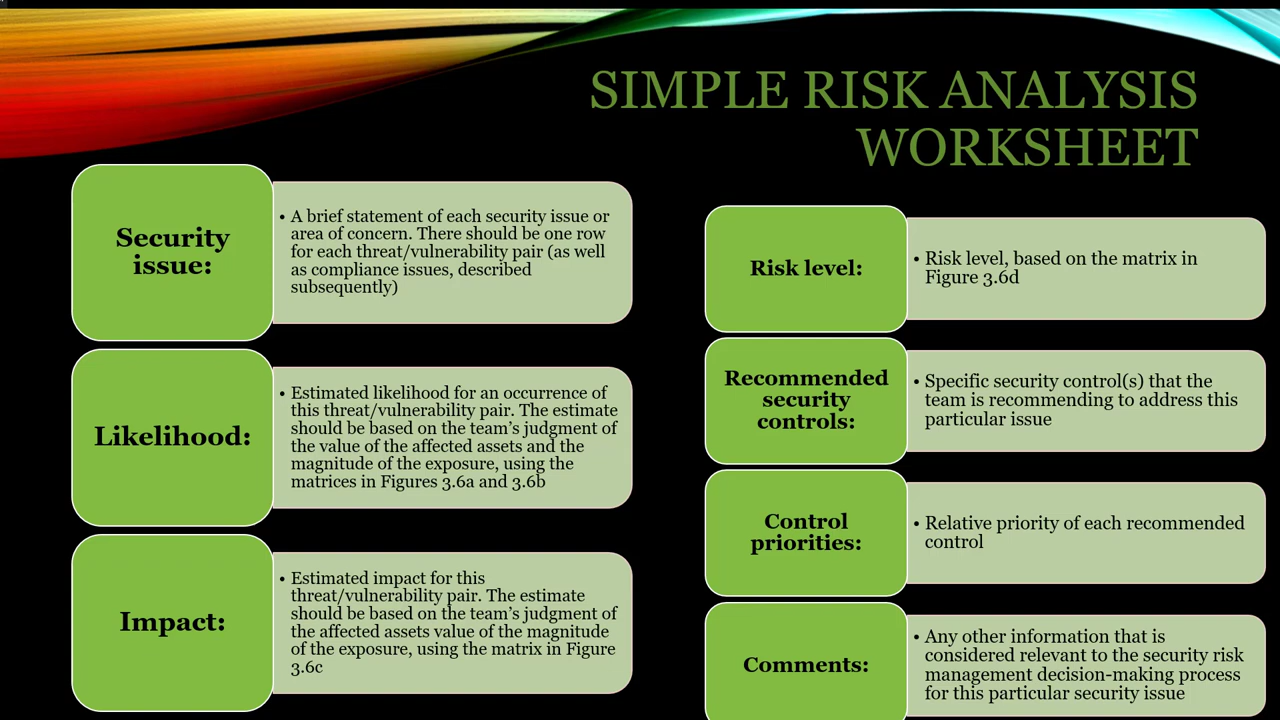 SIMPLE RISK ANALYSIS
WORKSHEET
Security
issue:
• A brief statement of each security issue or
area of concern. There should be one row
for each threat/vulnerability pair (as well
as compliance issues, described
subsequently)
Likelihood:
• Estimated likelihood for an occurrence of
this threat/vulnerability pair. The estimate
should be based on the team’s judgment of
the value of the affected assets and the
magnitude of the exposure, using the
matrices in Figures 3.6a and 3.6b
Impact:
• Estimated impact for this
threat/vulnerability pair. The estimate
should be based on the team’s judgment of
the affected assets value of the magnitude
of the exposure, using the matrix in Figure
3.6c
Risk level:
• Risk level, based on the matrix in
Figure 3.6d
Recommended
security
controls:
• Specific security control(s) that the
team is recommending to address this
particular issue
Control
priorities:
• Relative priority of each recommended
control
Comments:
• Any other information that is
considered relevant to the security risk
management decision-making process
for this particular security issue